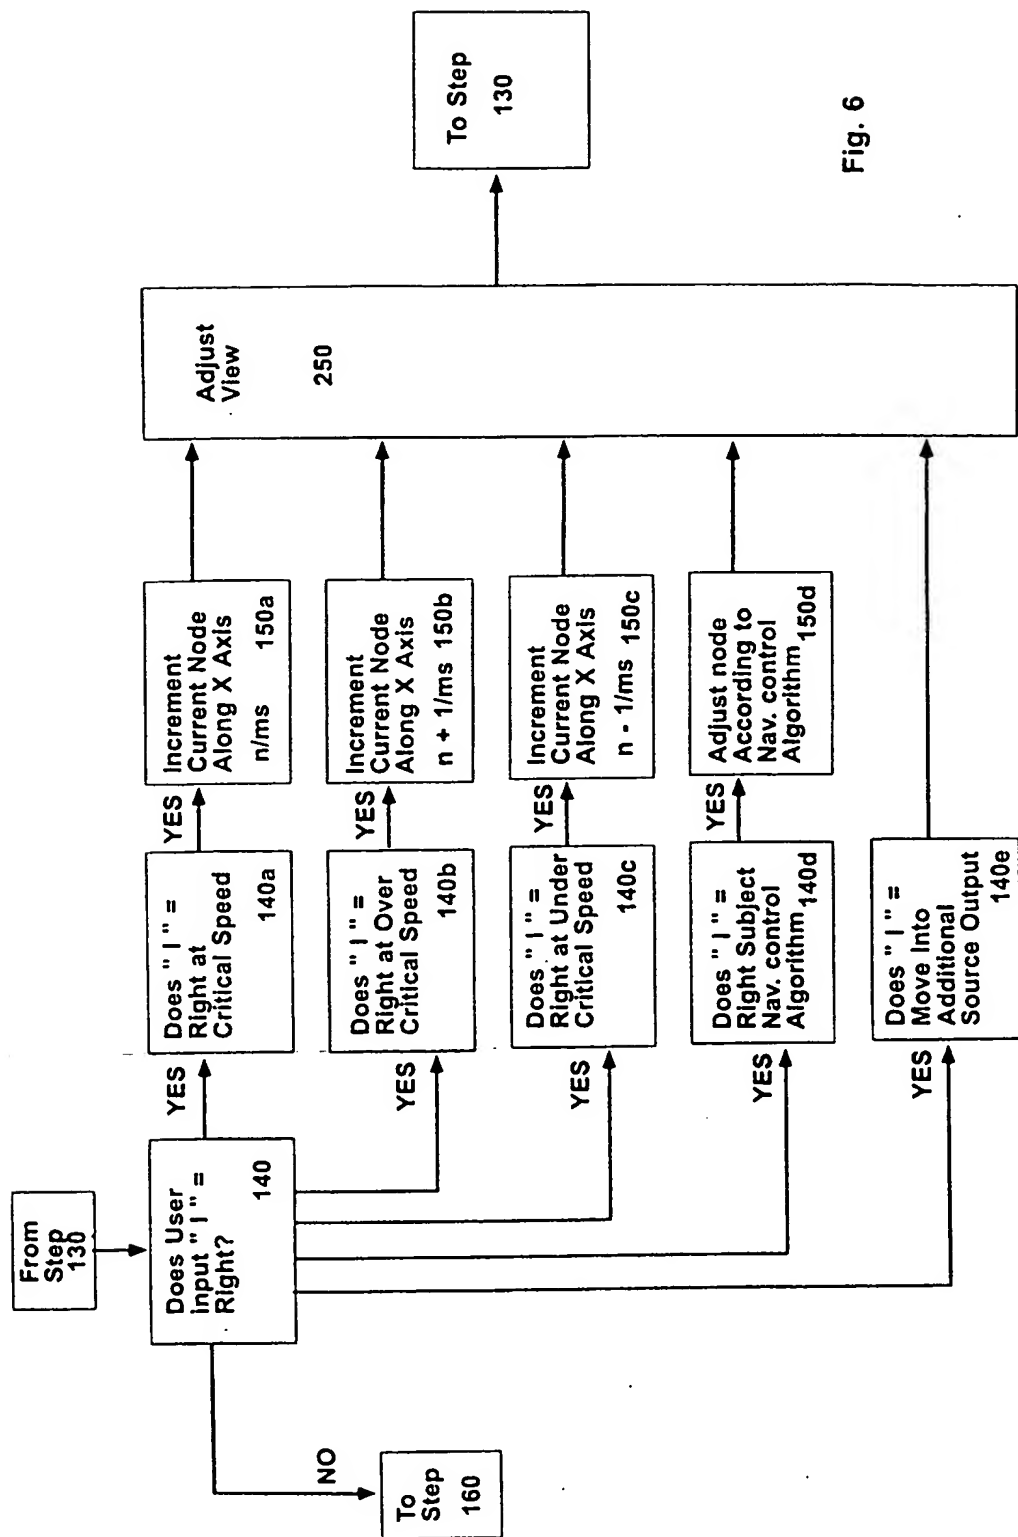 From
Step
130
Does User
Input " I " =
Right?
140
NO
To
Step
160
YES
Does " I " =
Right at
Critical Speed
140a
YES
Increment
Current Node
Along X Axis
n/ms 150a
YES
Does " I " =
Right at Over
Critical Speed
140b
YES
Increment
Current Node
Along X Axis
n + 1/ms 150b
YES
Does " I " =
Right at Under
Critical Speed
140c
YES
Increment
Current Node
Along X Axis
n - 1/ms 150c
YES
Does " I " =
Right Subject
Nav. control
Algorithm
140d
YES
Adjust node
According to
Nav. control
Algorithm
150d
YES
Does " I " =
Move Into
Additional
Source Output
140e
Adjust
View
250
To Step
130
Fig. 6